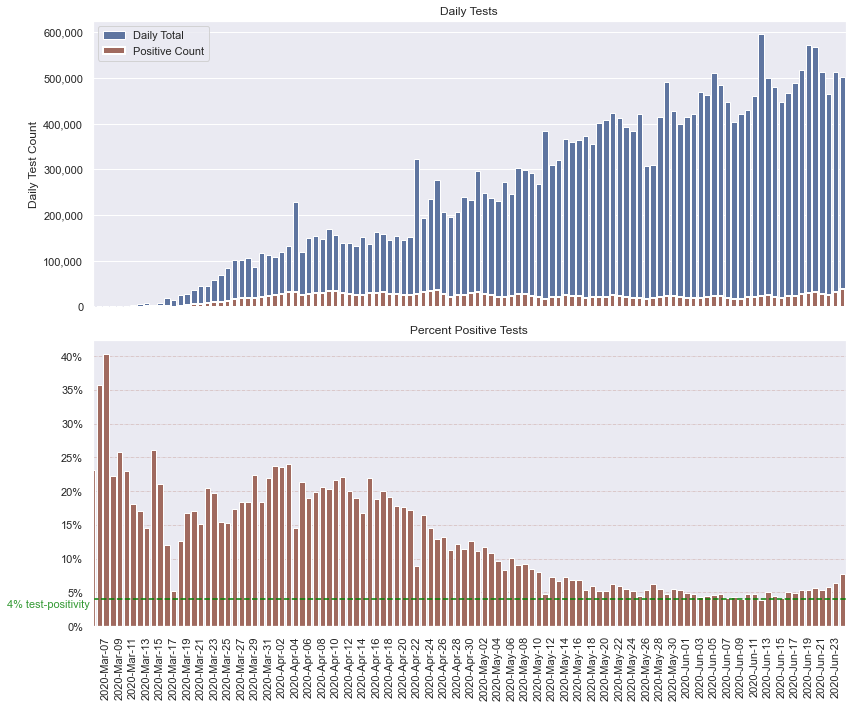 Daily Tests
Daily Total
Positive Count
600,000
500,000
400,000
300,000
200,000
100,000
0
Daily Test Count
Percent Positive Tests
40%
35%
30%
25%
20%
15%
10%
5%
4% test-positivity
0%
2020-Mar-07
2020-Mar-09
2020-Mar-11
2020-Mar-13
2020-Mar-15
2020-Mar-17
2020-Mar-19
2020-Mar-21
2020-Mar-23
2020-Mar-25
2020-Mar-27
2020-Mar-29
2020-Mar-31
2020-Apr-02
2020-Apr-04
2020-Apr-06
2020-Apr-08
2020-Apr-10
2020-Apr-12
2020-Apr-14
2020-Apr-16
2020-Apr-18
2020-Apr-20
2020-Apr-22
2020-Apr-24
2020-Apr-26
2020-Apr-28
2020-Apr-30
2020-May-02
2020-May-04
2020-May-06
2020-May-08
2020-May-10
2020-May-12
2020-May-14
2020-May-16
2020-May-18
2020-May-20
2020-May-22
2020-May-24
2020-May-26
2020-May-28
2020-May-30
2020-Jun-01
2020-Jun-03
2020-Jun-05
2020-Jun-07
2020-Jun-09
2020-Jun-11
2020-Jun-13
2020-Jun-15
2020-Jun-17
2020-Jun-19
2020-Jun-21
2020-Jun-23